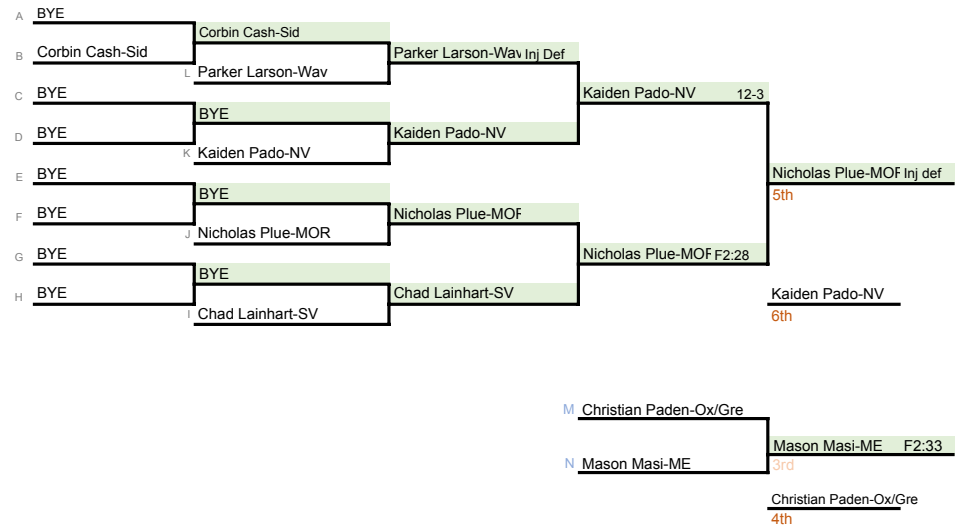 A BYE
Corbin Cash-Sid
B Corbin Cash-Sid
Parker Larson-Wav Inj Def
L Parker Larson-Wav
C BYE
Kaiden Pado-NV 12-3
BYE
D BYE
Kaiden Pado-NV
K Kaiden Pado-NV
E BYE
Nicholas Plue-MOR Inj def
5th
BYE
F BYE
Nicholas Plue-MOR
J Nicholas Plue-MOR
G BYE
Nicholas Plue-MOR F2:28
BYE
H BYE
Chad Lainhart-SV
Kaiden Pado-NV
6th
I Chad Lainhart-SV
M Christian Paden-Ox/Gre
Mason Masi-ME F2:33
3rd
N Mason Masi-ME
Christian Paden-Ox/Gre
4th